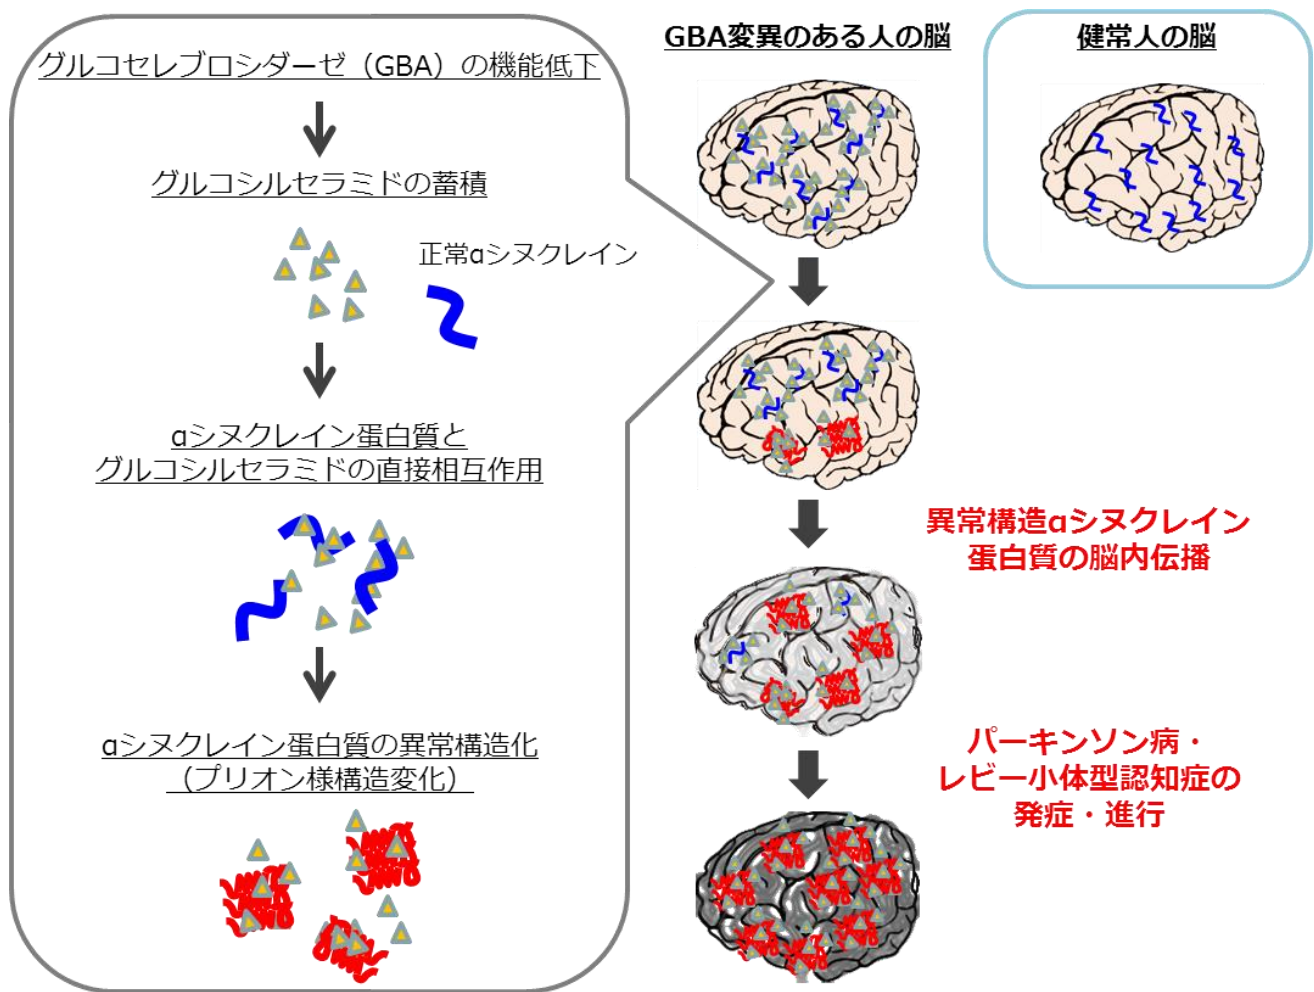 グルコセレブロシダーゼ（GBA）の機能低下
グルコシルセラミドの蓄積
正常αシヌクレイン
αシヌクレイン蛋白質と
グルコシルセラミドの直接相互作用
αシヌクレイン蛋白質の異常構造化
（プリオン様構造変化）
GBA変異のある人の脳
健常人の脳
異常構造αシヌクレイン
蛋白質の脳内伝播
パーキンソン病・
レビー小体型認知症の
発症・進行